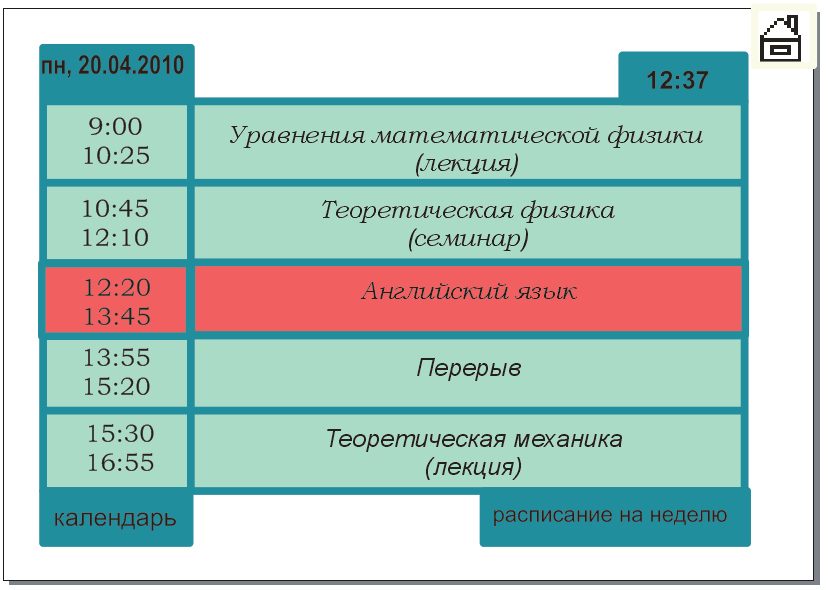 пн, 20.04.2010
12:37
9:00
10:25
Уравнения математической физики
(лекция)
10:45
12:10
Теоретическая физика
(семинар)
12:20
13:45
Английский язык
13:55
15:20
Перерыв
15:30
16:55
Теоретическая механика
(лекция)
календарь
расписание на неделю